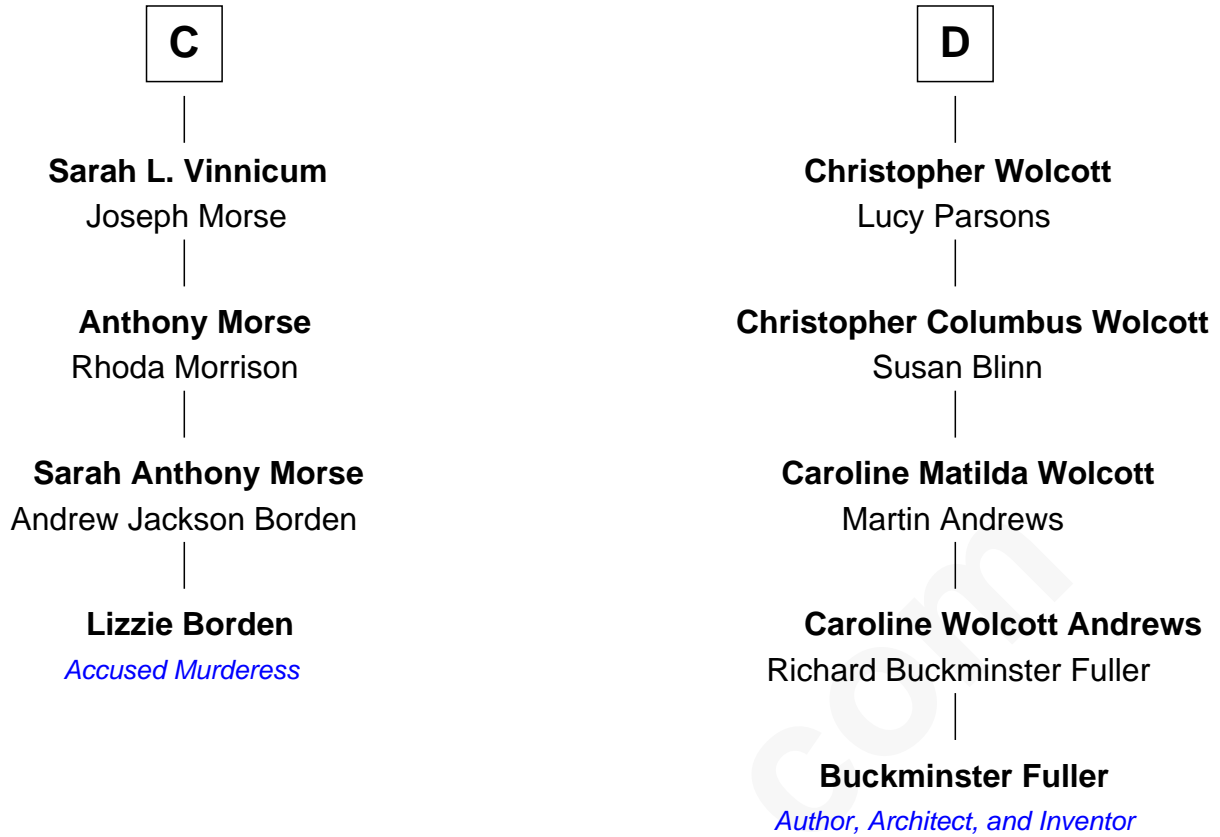 C
Sarah L. Vinnicum
Joseph Morse
Anthony Morse
Rhoda Morrison
Sarah Anthony Morse
Andrew Jackson Borden
Lizzie Borden
Accused Murderess
D
Christopher Wolcott
Lucy Parsons
Christopher Columbus Wolcott
Susan Blinn
Caroline Matilda Wolcott
Martin Andrews
Caroline Wolcott Andrews
Richard Buckminster Fuller
Buckminster Fuller
Author, Architect, and Inventor
com